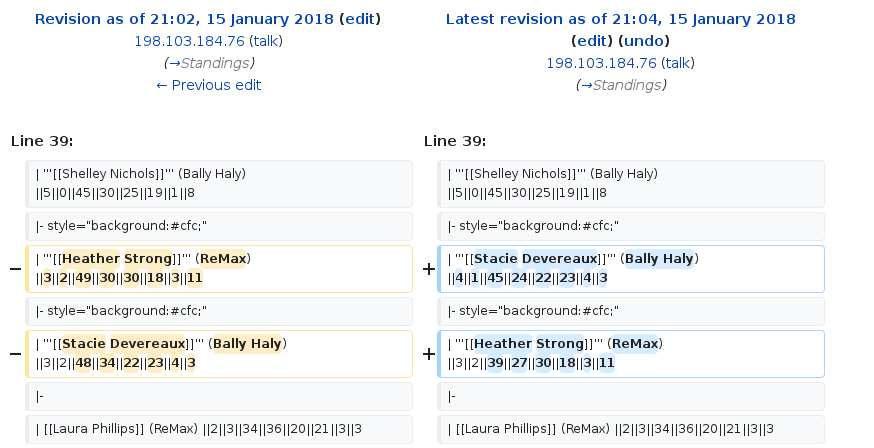 Revision as of 21:02, 15 January 2018 (edit)
198.103.184.76 (talk)
(→Standings)
← Previous edit
Latest revision as of 21:04, 15 January 2018
(edit) (undo)
198.103.184.76 (talk)
(→Standings)
Line 39:
Line 39:
| '''[[Shelley Nichols]]''' (Bally Haly)
||5||0||45||30||25||19||1||8
| '''[[Shelley Nichols]]''' (Bally Haly)
||5||0||45||30||25||19||1||8
|- style="background:#cfc;"
|- style="background:#cfc;"
− | '''[[Heather Strong]]''' (ReMax)
||3||2||49||30||30||18||3||11
+ | '''[[Stacie Devereaux]]''' (Bally Haly)
||4||1||45||24||22||23||4||3
|- style="background:#cfc;"
|- style="background:#cfc;"
− | '''[[Stacie Devereaux]]''' (Bally Haly)
||3||2||48||34||22||23||4||3
+ | '''[[Heather Strong]]''' (ReMax)
||3||2||39||27||30||18||3||11
|-
|-
| [[Laura Phillips]] (ReMax) ||2||3||34||36||20||21||3||3
| [[Laura Phillips]] (ReMax) ||2||3||34||36||20||21||3||3